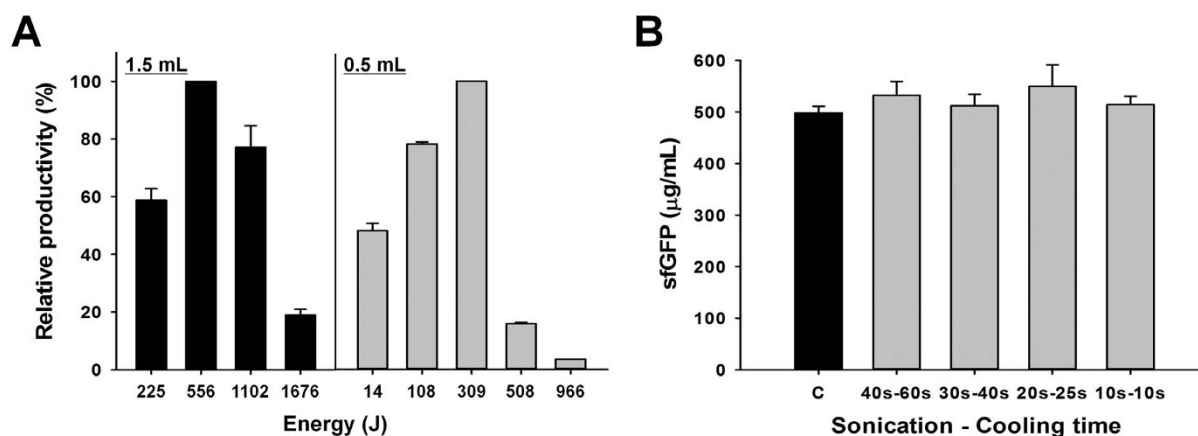 A
1.5 mL
0.5 mL
Relative productivity (%)
100
80
60
40
20
0
225 556 1102 1676 14 108 309 508 966
Energy (J)
B
sfGFP (μg/mL)
600
500
400
300
200
100
0
C 40s-60s 30s-40s 20s-25s 10s-10s
Sonication - Cooling time